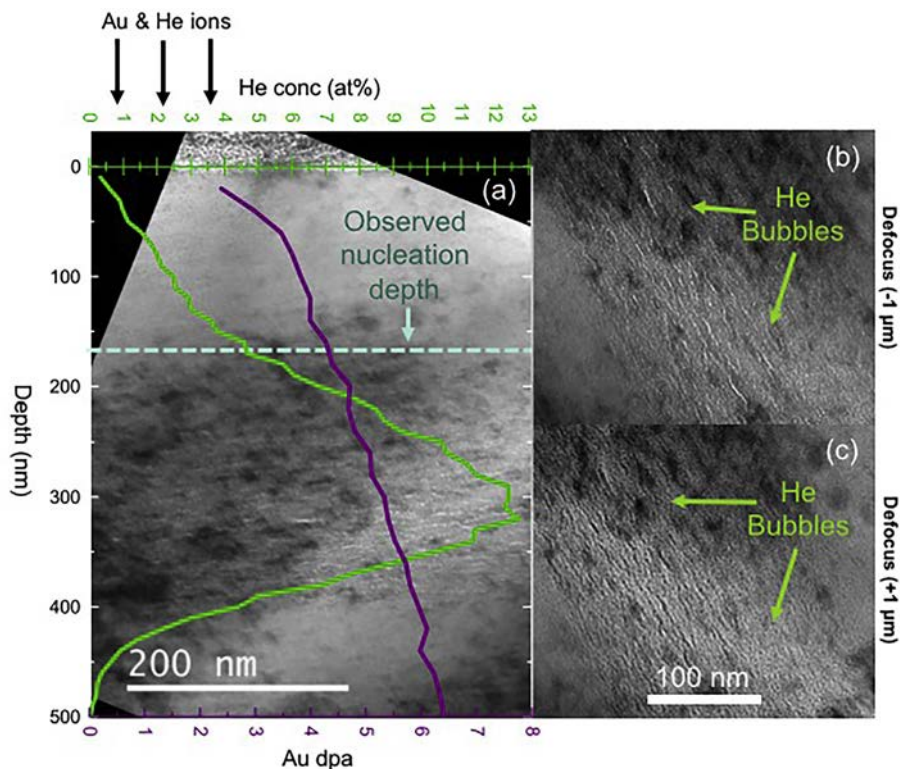 Au & He ions
He conc (at%)
0 1 2 3 4 5 6 7 8 9 10 11 12 13
0
100
200
300
400
500
Depth (nm)
(a)
Observed
nucleation
depth
200 nm
0 1 2 3 4 5 6 7 8
Au dpa
(b)
He
Bubbles
Defocus (-1 µm)
(c)
He
Bubbles
100 nm
Defocus (+1 µm)